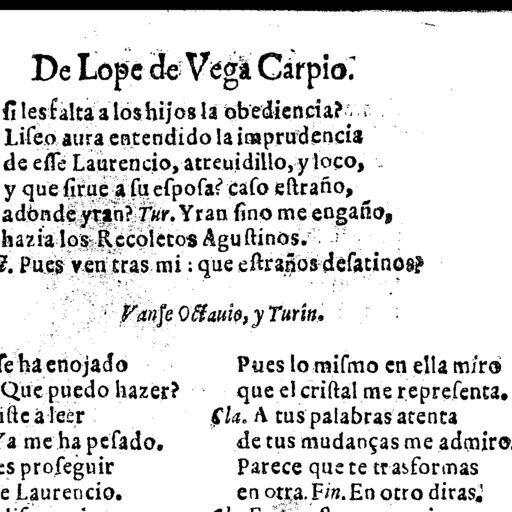 De Lope de Vega Carpio.
ſi les falta a los hijos la obediencia?
Liſeo aura entendido la imprudencia
de eſſe Laurencio, atreuidillo, y loco,
y que ſirue a ſu eſpoſa? caſo eſtraño,
adonde yran? Tur. Yran ſino me engaño,
hazia los Recoletos Aguſtinos.
Pues ven tras mi : que eſtraños deſatinos?
Vanſe Octauio, y Turin.
ſe ha enojado
Que puedo hazer?
iſte a leer
Ya me ha peſado.
es proſeguir
e Laurencio.
Pues lo miſmo en ella miro
que el criſtal me repreſenta.
Cla. A tus palabras atenta
de tus mudanças me admiro.
Parece que te trasformas
en otra. Fin. En otro diras.